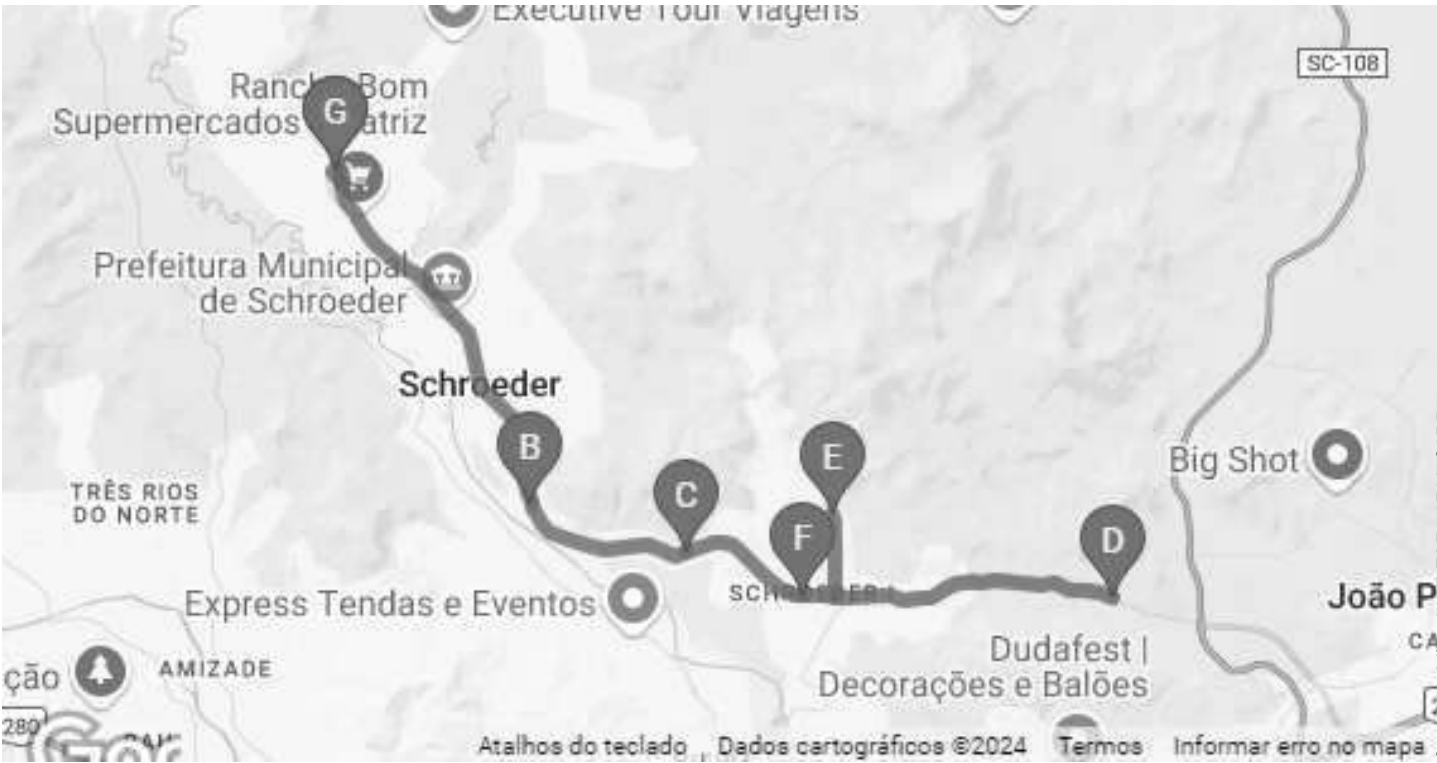 Executive Tour Viagens
SC-108
Bom
Supermercados
G
Prefeitura Municipal
de Schroeder
Schroeder
B
E
Big Shot
C
TRÊS RIOS
DO NORTE
F
D
Express Tendas e Eventos
João P
CA
Dudafest |
Decorações e Balões
ção
AMIZADE
280
Atalhos do teclado
Dados cartográficos ©2024
Termos
Informar erro no mapa